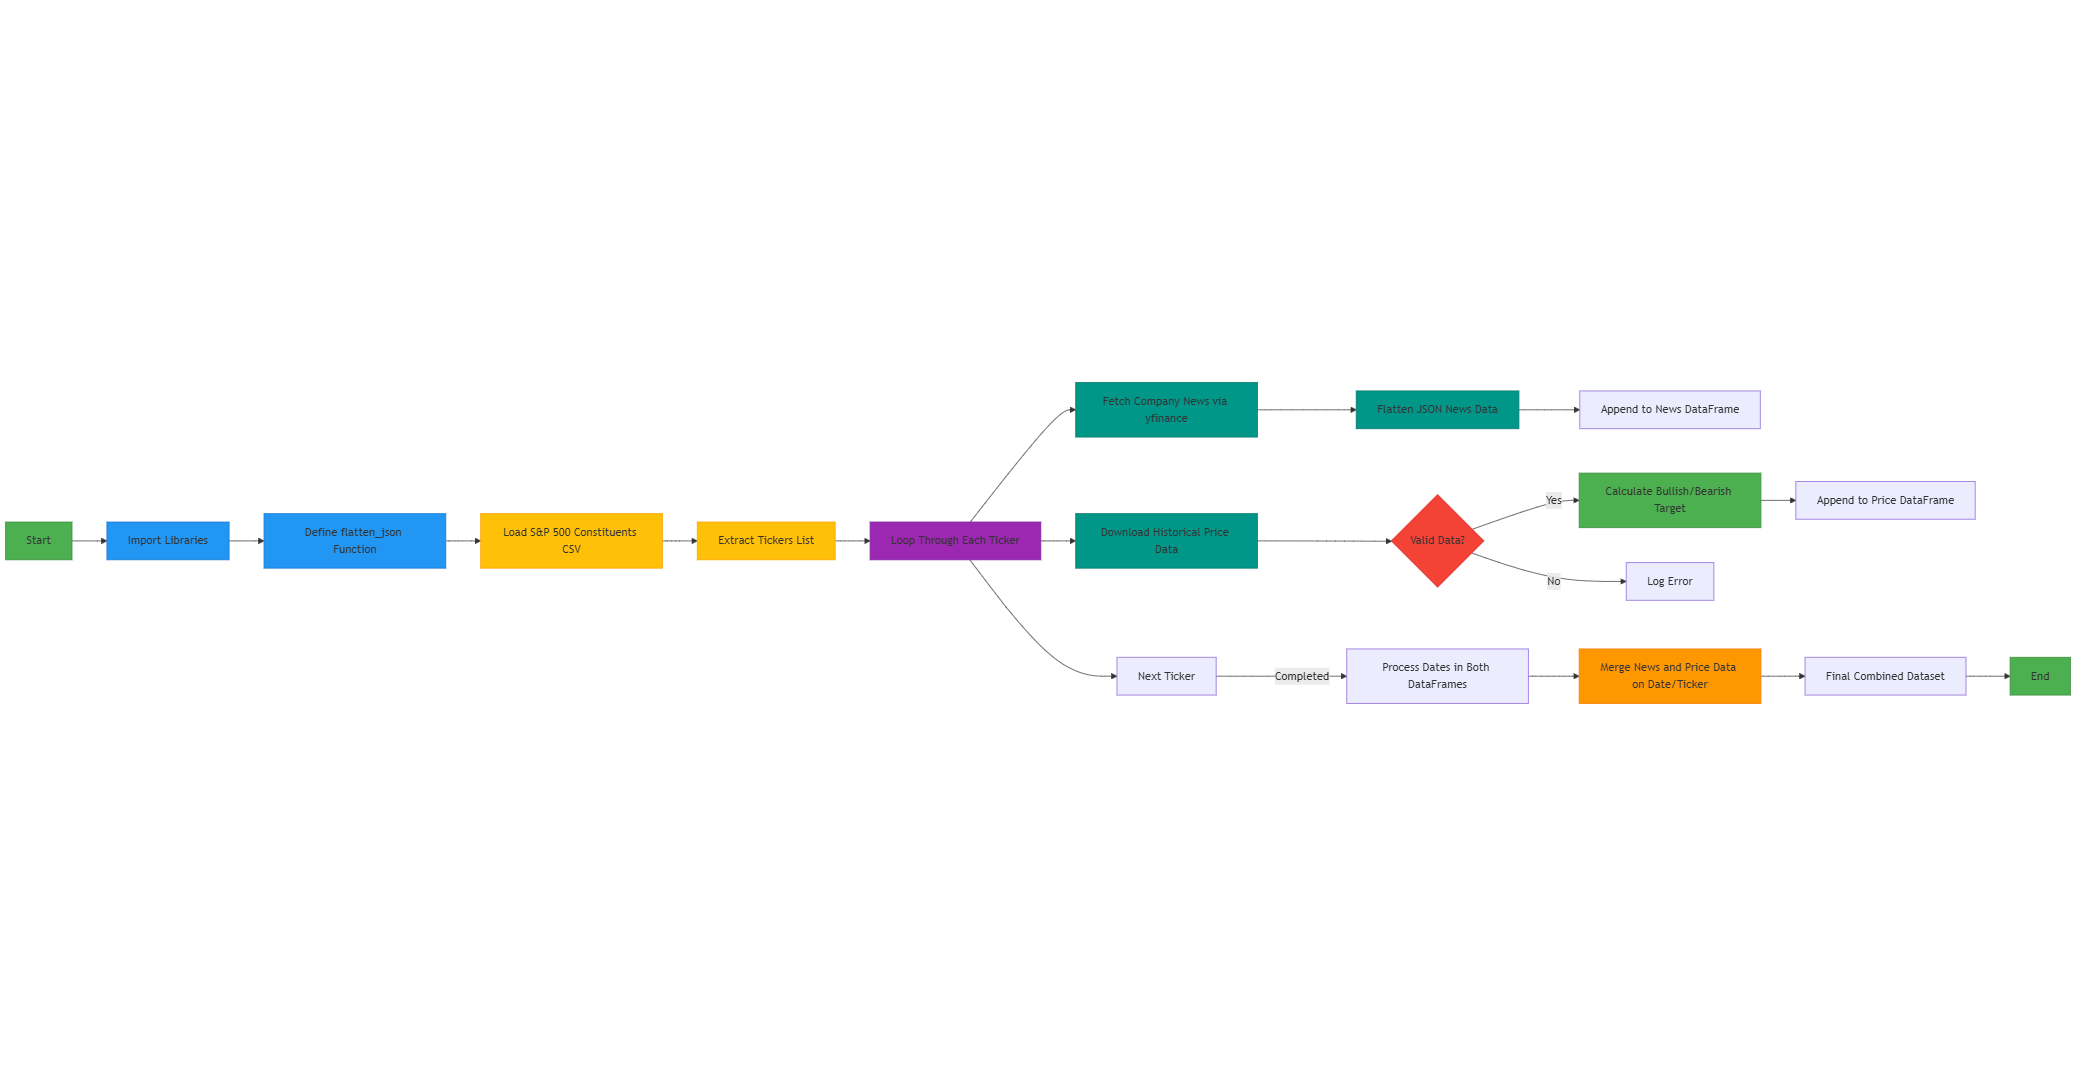 Start
Import Libraries
Define flatten_json
Function
Load S&P 500 Constituents
CSV
Extract Tickers List
Loop Through Each Ticker
Fetch Company News via
yfinance
Flatten JSON News Data
Append to News DataFrame
Download Historical Price
Data
Valid Data?
Yes
Calculate Bullish/Bearish
Target
Append to Price DataFrame
No
Log Error
Next Ticker
Completed
Process Dates in Both
DataFrames
Merge News and Price Data
on Date/Ticker
Final Combined Dataset
End